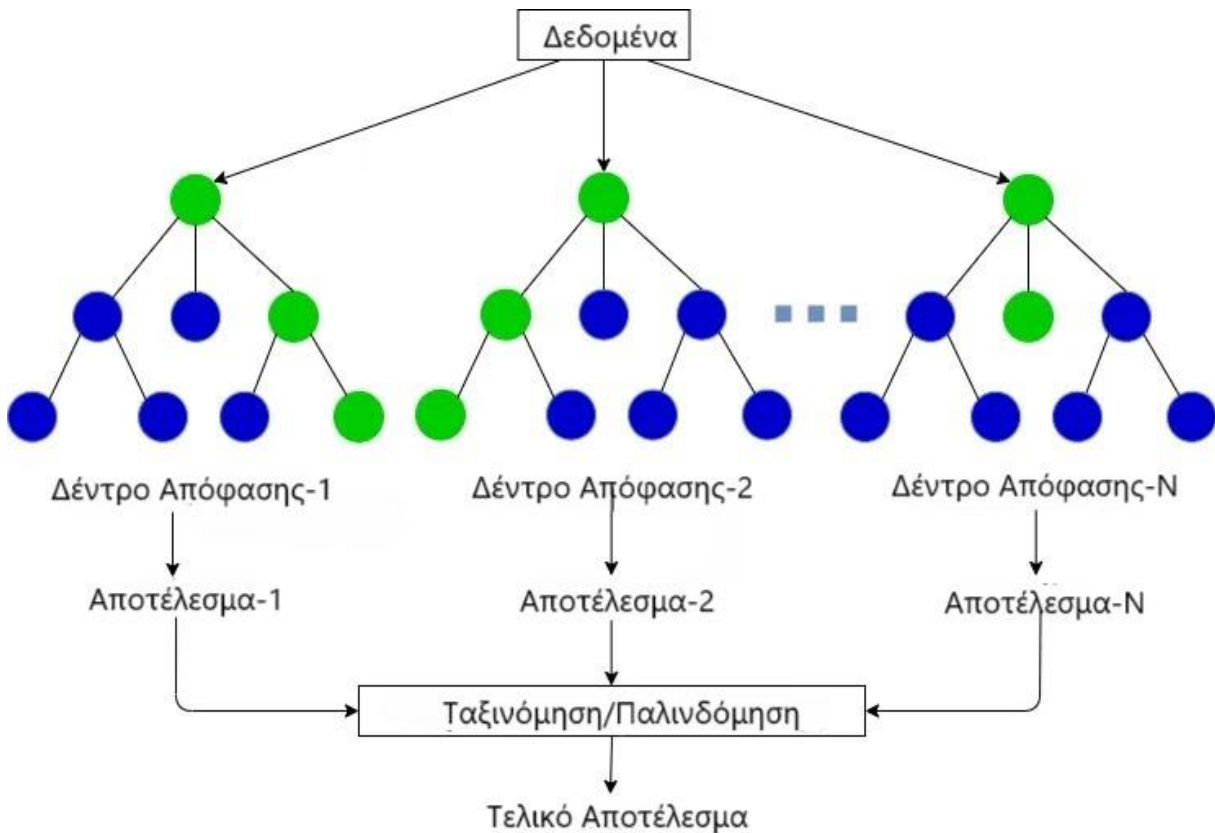 Δεδομένα
Δέντρο Απόφασης-1
Δέντρο Απόφασης-2
Δέντρο Απόφασης-N
Αποτέλεσμα-1
Αποτέλεσμα-2
Αποτέλεσμα-N
Ταξινόμηση/Παλινδόμηση
Τελικό Αποτέλεσμα